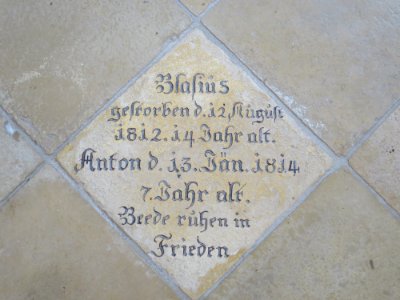 Blasius
gestorben d. 12 August
1812. 14 Jahr alt.
Anton d. 13. Jän. 1814
7. Jahr alt.
Beede ruhen in
Frieden